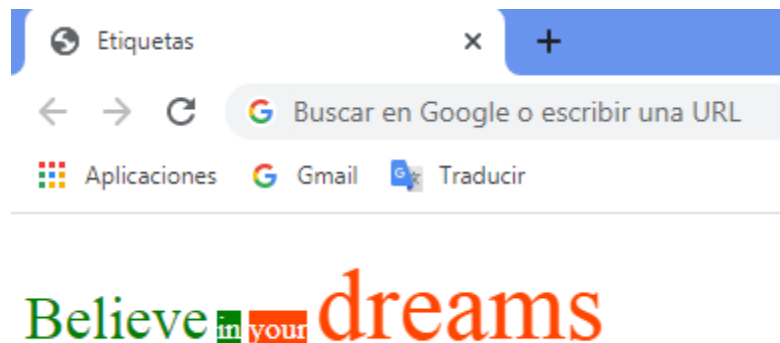 Etiquetas
Buscar en Google o escribir una URL
Aplicaciones Gmail Traducir
Believe in your dreams